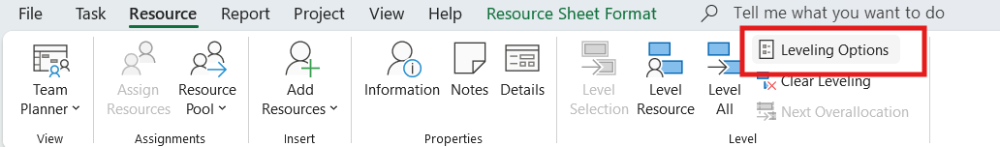 File Task Resource Report Project View Help Resource Sheet Format Tell me what you want to do
Team
Planner
Assign
Resources
Resource
Pool
Add
Resources
Information
Notes
Details
Level
Selection
Level
Resource
Level
All
Leveling Options
Clear Leveling
Next Overallocation
View
Assignments
Insert
Properties
Level